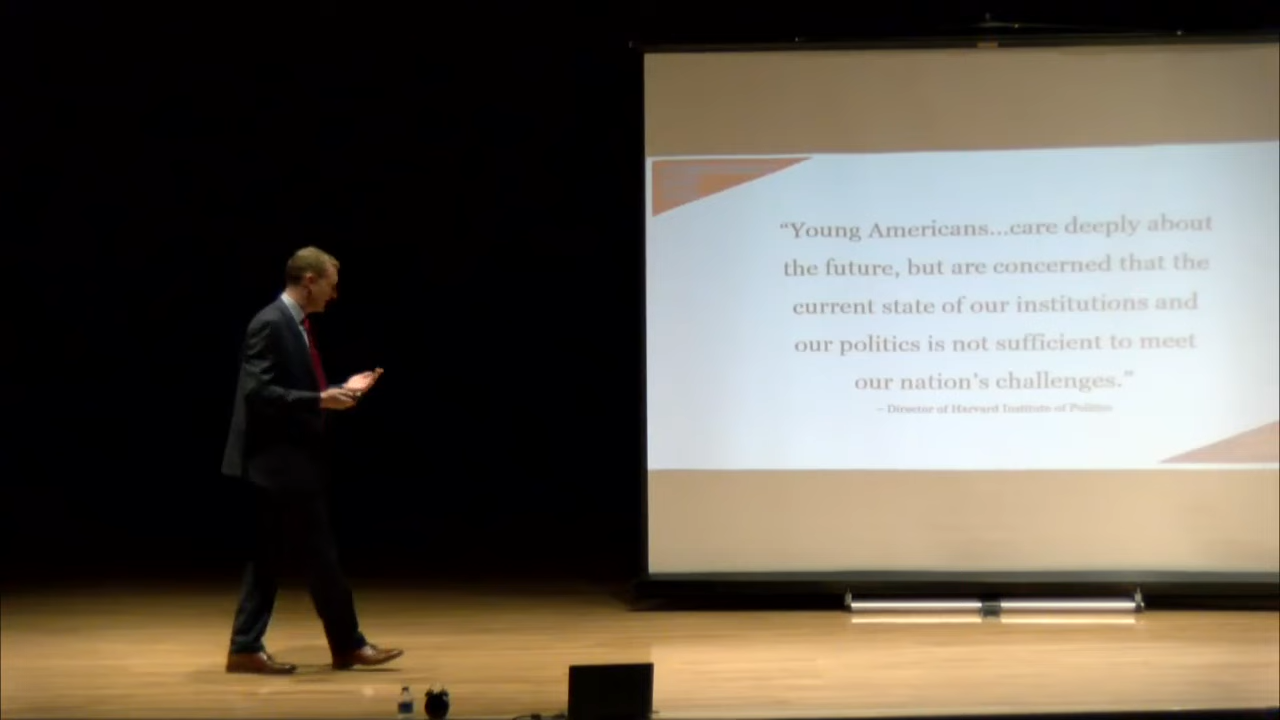 “Young Americans...care deeply about
the future, but are concerned that the
current state of our institutions and
our politics is not sufficient to meet
our nation’s challenges.”
– Director of Harvard Institute of Politics